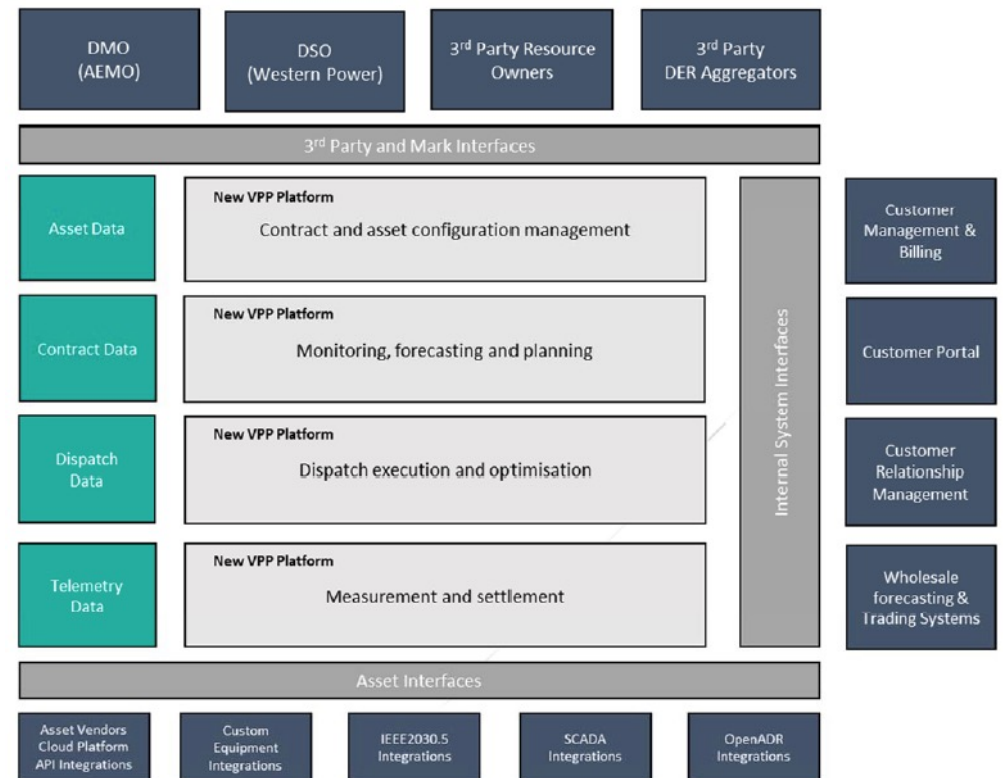 DMO
(AEMO)
DSO
(Western Power)
3rd Party Resource
Owners
3rd Party
DER Aggregators
3rd Party and Mark Interfaces
Asset Data
New VPP Platform
Contract and asset configuration management
Customer
Management &
Billing
Contract Data
New VPP Platform
Monitoring, forecasting and planning
Customer Portal
Dispatch
Data
New VPP Platform
Dispatch execution and optimisation
Customer
Relationship
Management
Telemetry
Data
New VPP Platform
Measurement and settlement
Wholesale
forecasting &
Trading Systems
Internal System Interfaces
Asset Interfaces
Asset Vendors
Cloud Platform
API Integrations
Custom
Equipment
Integrations
IEEE2030.5
Integrations
SCADA
Integrations
OpenADR
Integrations